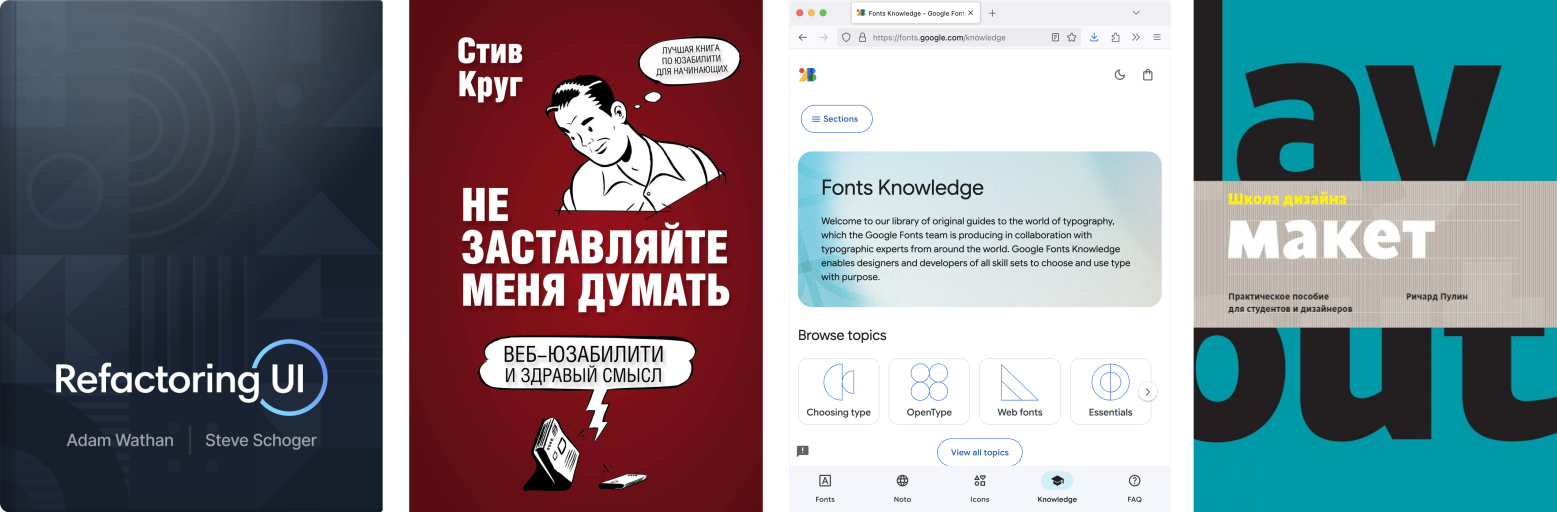 Refactoring UI
Adam Wathan | Steve Schoger
Стив
Круг
ЛУЧШАЯ КНИГА
ПО ЮЗАБИЛИТИ
ДЛЯ НАЧИНАЮЩИХ
НЕ
ЗАСТАВЛЯЙТЕ
МЕНЯ ДУМАТЬ
ВЕБ–ЮЗАБИЛИТИ
И ЗДРАВЫЙ СМЫСЛ
Fonts Knowledge - Google Font
https://fonts.google.com/knowledge
Sections
Fonts Knowledge
Welcome to our library of original guides to the world of typography,
which the Google Fonts team is producing in collaboration with
typographic experts from around the world. Google Fonts Knowledge
enables designers and developers of all skill sets to choose and use type
with purpose.
Browse topics
Choosing type
OpenType
Web fonts
Essentials
View all topics
Fonts
Noto
Icons
Knowledge
FAQ
lay
Школа дизайна
макет
Практическое пособие
для студентов и дизайнеров
Ричард Пулин
out